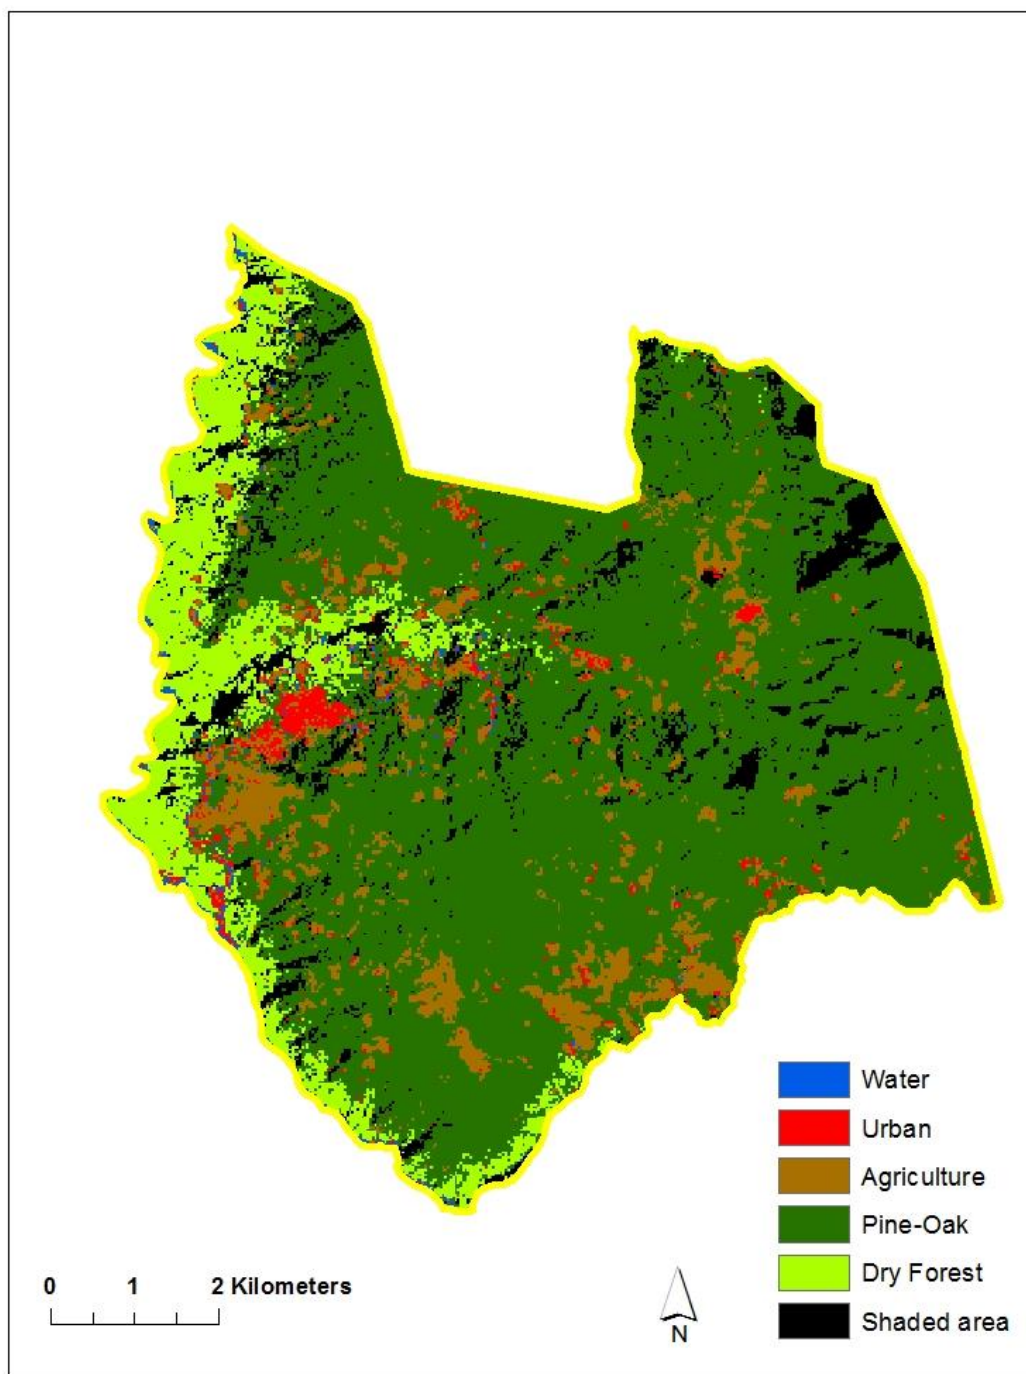 Water
Urban
Agriculture
Pine-Oak
Dry Forest
Shaded area
0 1 2 Kilometers
N